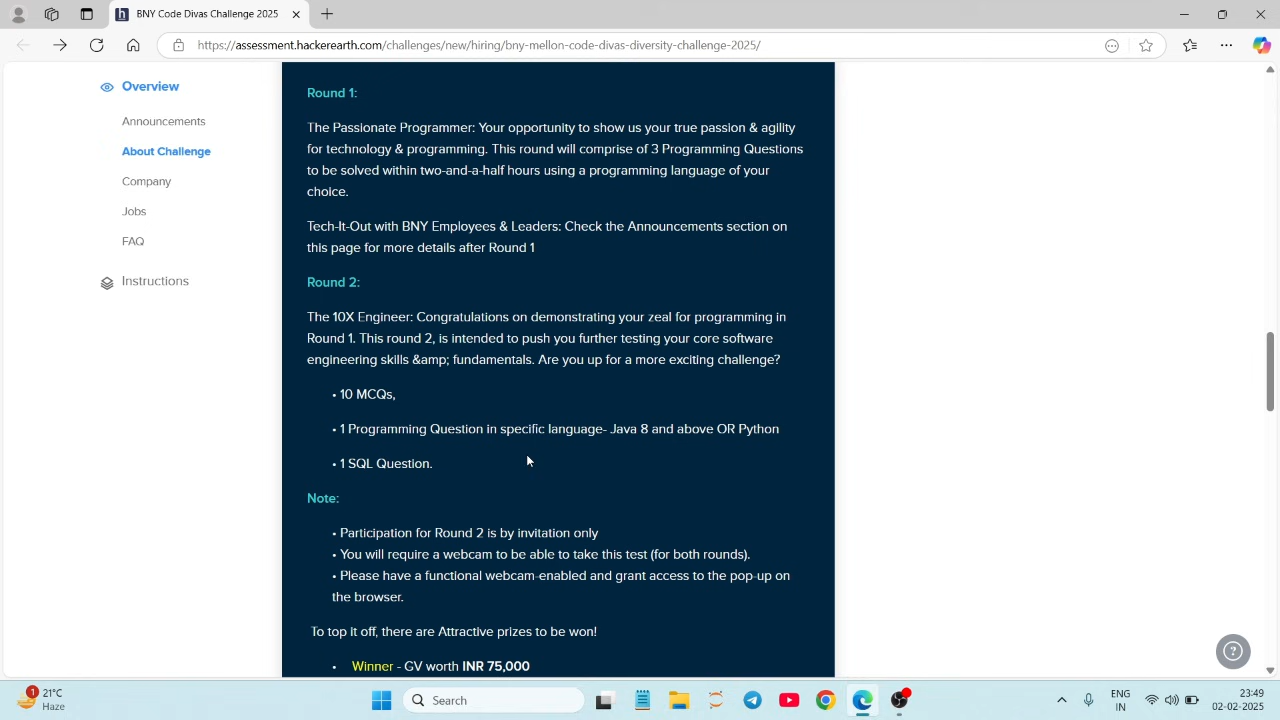 BNY Code Divas Challenge 2025
https://assessment.hackerearth.com/challenges/new/hiring/bny-mellon-code-divas-diversity-challenge-2025/
Overview
Announcements
About Challenge
Company
Jobs
FAQ
Instructions
Round 1:
The Passionate Programmer: Your opportunity to show us your true passion & agility
for technology & programming. This round will comprise of 3 Programming Questions
to be solved within two-and-a-half hours using a programming language of your
choice.
Tech-It-Out with BNY Employees & Leaders: Check the Announcements section on
this page for more details after Round 1
Round 2:
The 10X Engineer: Congratulations on demonstrating your zeal for programming in
Round 1. This round 2, is intended to push you further testing your core software
engineering skills &amp; fundamentals. Are you up for a more exciting challenge?
• 10 MCQs,
• 1 Programming Question in specific language- Java 8 and above OR Python
• 1 SQL Question.
Note:
• Participation for Round 2 is by invitation only
• You will require a webcam to be able to take this test (for both rounds).
• Please have a functional webcam-enabled and grant access to the pop-up on
the browser.
To top it off, there are Attractive prizes to be won!
• Winner - GV worth INR 75,000
1
21°C
Haze
Search
ENG
IN
23:49
02-02-2025